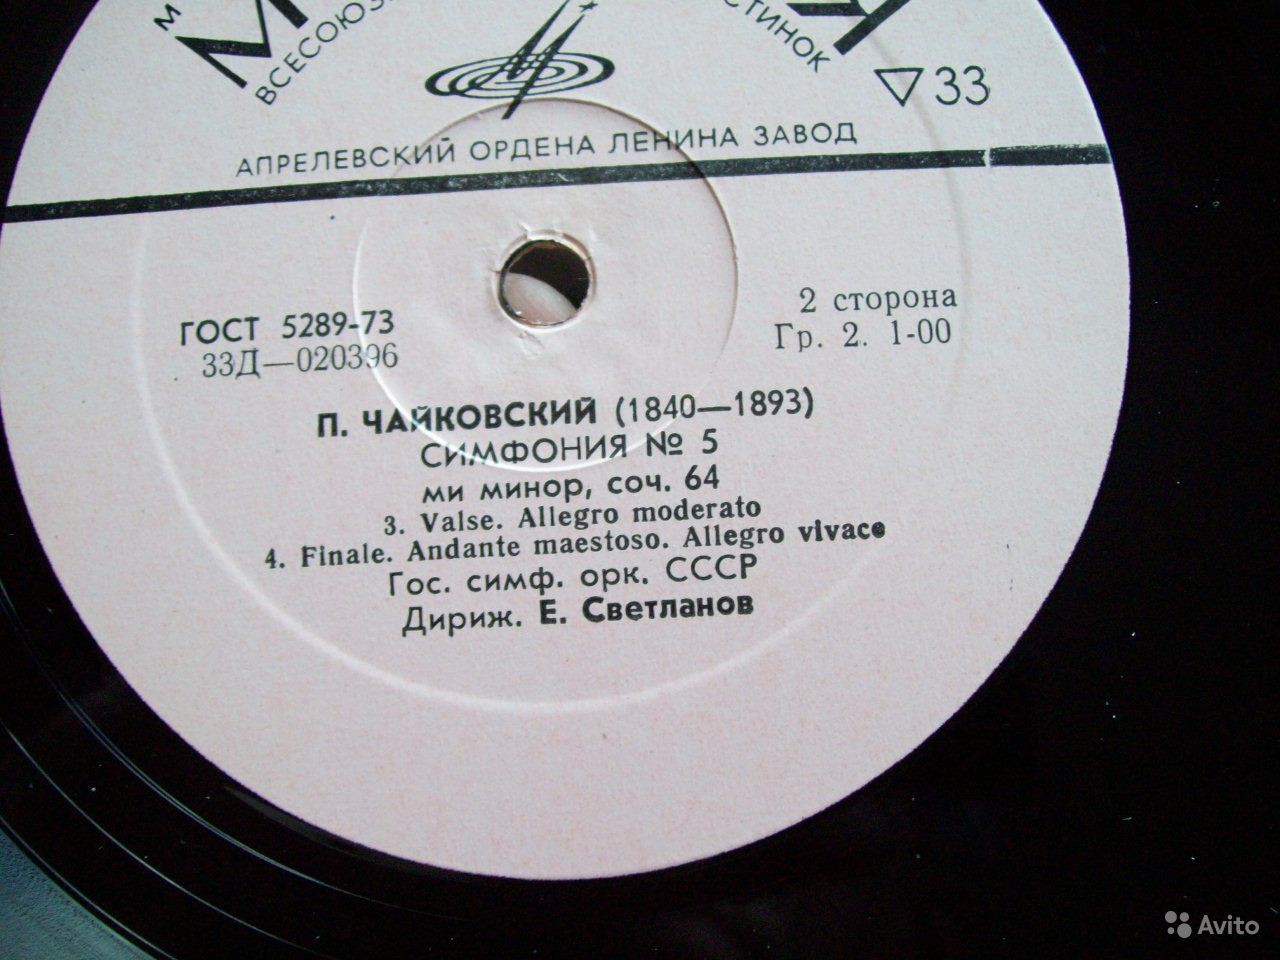 ▽33
АПРЕЛЕВСКИЙ ОРДЕНА ЛЕНИНА ЗАВОД
ГОСТ 5289-73
33Д—020396
2 сторона
Гр. 2. 1-00
П. ЧАЙКОВСКИЙ (1840—1893)
СИМФОНИЯ № 5
ми минор, соч. 64
3. Valse. Allegro moderato
4. Finale. Andante maestoso. Allegro vivace
Гос. симф. орк. СССР
Дириж. Е. Светланов
Avito